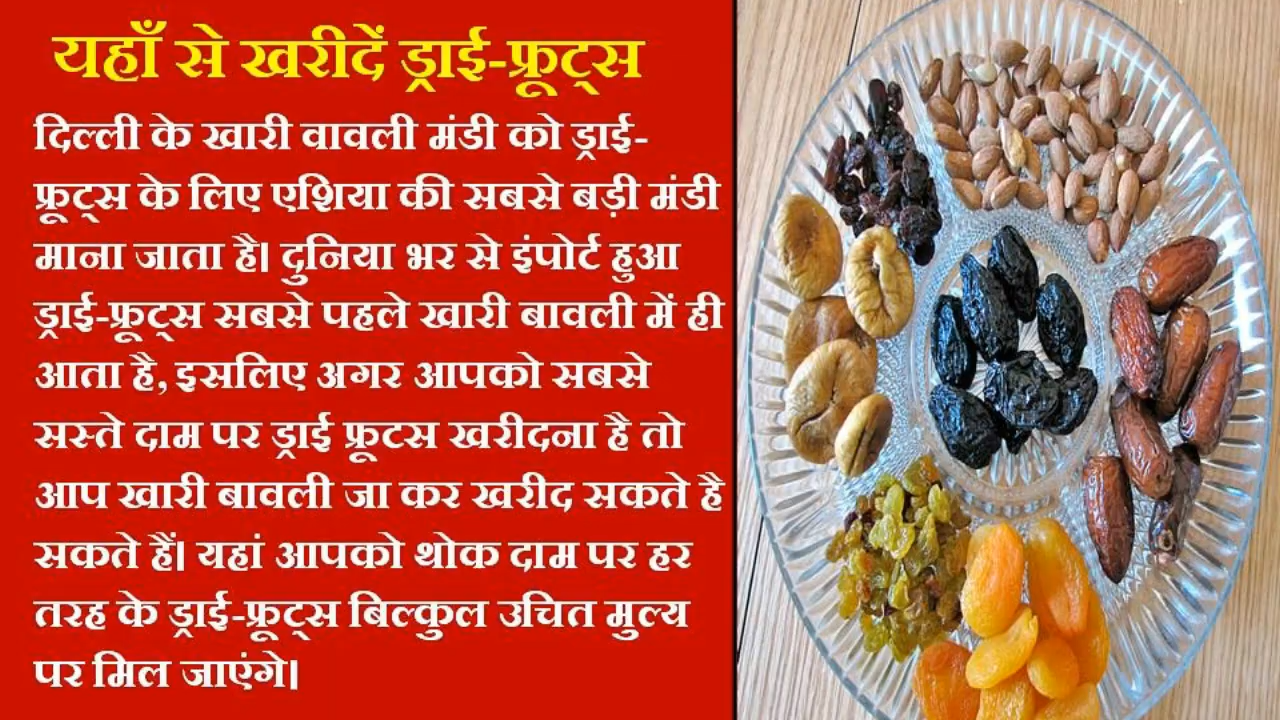 यहाँ से खरीदें ड्राई-फ्रूट्स
दिल्ली के खारी वावली मंडी को ड्राई-
फ्रूट्स के लिए एशिया की सबसे बड़ी मंडी
माना जाता है। दुनिया भर से इंपोर्ट हुआ
ड्राई-फ्रूट्स सबसे पहले खारी बावली में ही
आता है, इसलिए अगर आपको सबसे
सस्ते दाम पर ड्राई फ्रूटस खरीदना है तो
आप खारी बावली जा कर खरीद सकते है
सकते हैं। यहां आपको थोक दाम पर हर
तरह के ड्राई-फ्रूट्स बिल्कुल उचित मुल्य
पर मिल जाएंगे।